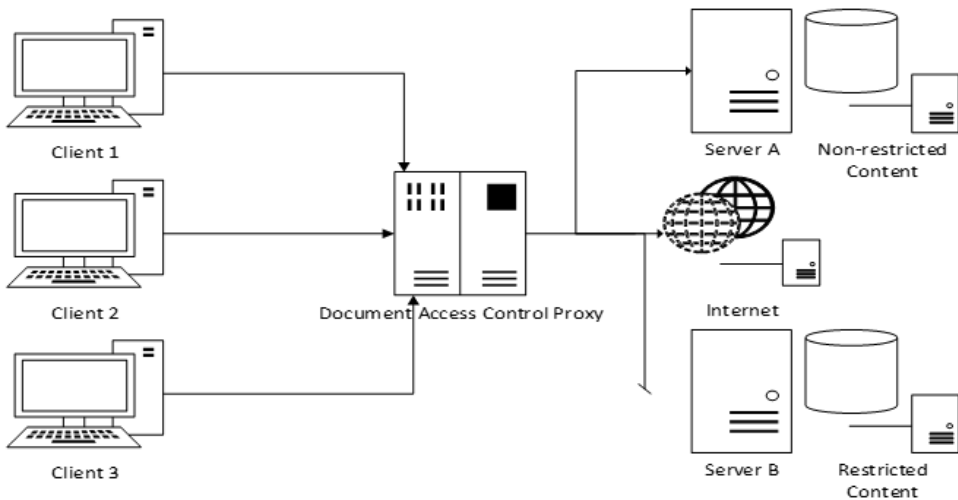 Client 1
Client 2
Client 3
Document Access Control Proxy
Server A
Non-restricted
Content
Internet
Server B
Restricted
Content